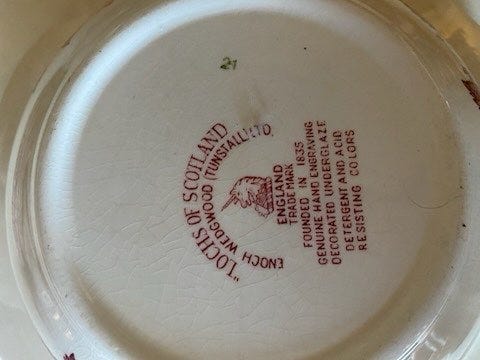 "LOCHS OF SCOTLAND
ENOCH WEDGWOOD (TUNSTALL) LTD
ENGLAND
TRADE MARK
FOUNDED IN 1835
GENUINE HAND ENGRAVING
DECORATED UNDERGLAZE
DETERGENT AND ACID
RESISTING COLORS
21